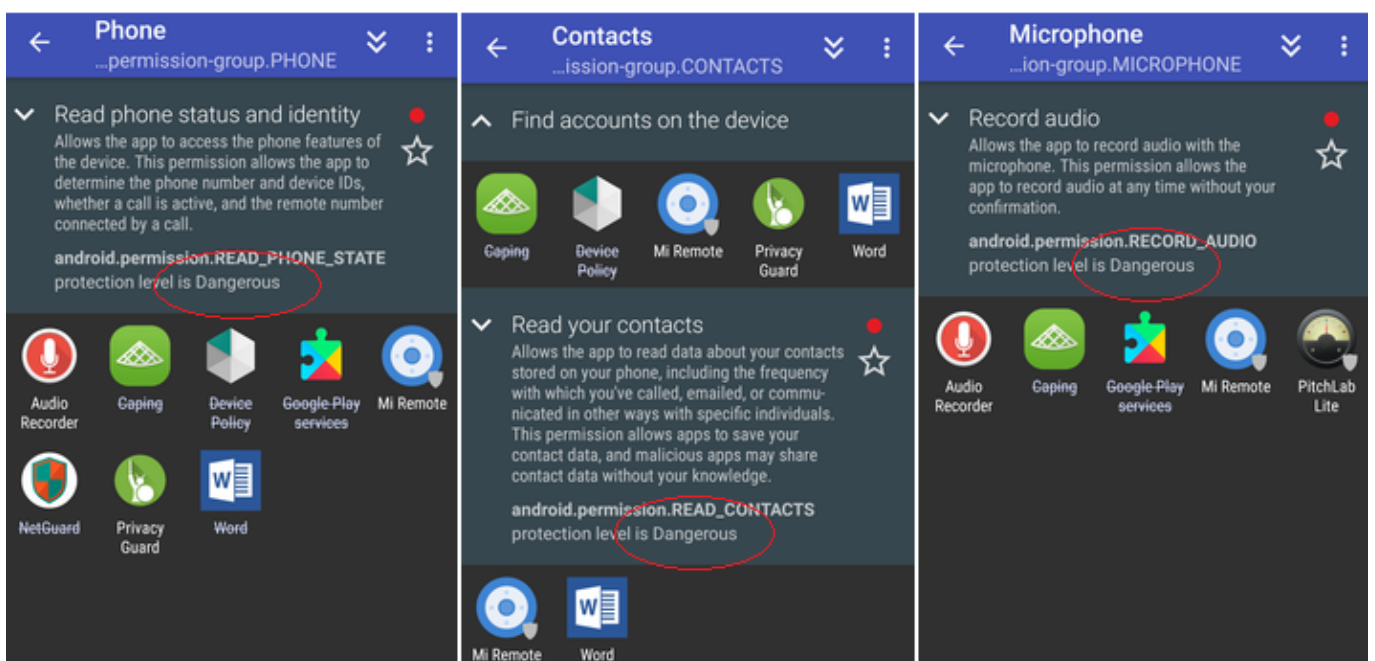 Phone
...permission-group.PHONE
Read phone status and identity
Allows the app to access the phone features of
the device. This permission allows the app to
determine the phone number and device IDs,
whether a call is active, and the remote number
connected by a call.
android.permission.READ_PHONE_STATE
protection level is Dangerous
Audio
Recorder
Gaping
Device
Policy
Google Play
services
Mi Remote
NetGuard
Privacy
Guard
Word
Contacts
...ission-group.CONTACTS
Find accounts on the device
Gaping
Device
Policy
Mi Remote
Privacy
Guard
Word
Read your contacts
Allows the app to read data about your contacts
stored on your phone, including the frequency
with which you've called, emailed, or commu-
nicated in other ways with specific individuals.
This permission allows apps to save your
contact data, and malicious apps may share
contact data without your knowledge.
android.permission.READ_CONTACTS
protection level is Dangerous
Mi Remote
Word
Microphone
...ion-group.MICROPHONE
Record audio
Allows the app to record audio with the
microphone. This permission allows the
app to record audio at any time without your
confirmation.
android.permission.RECORD_AUDIO
protection level is Dangerous
Audio
Recorder
Gaping
Google Play
services
Mi Remote
PitchLab
Lite